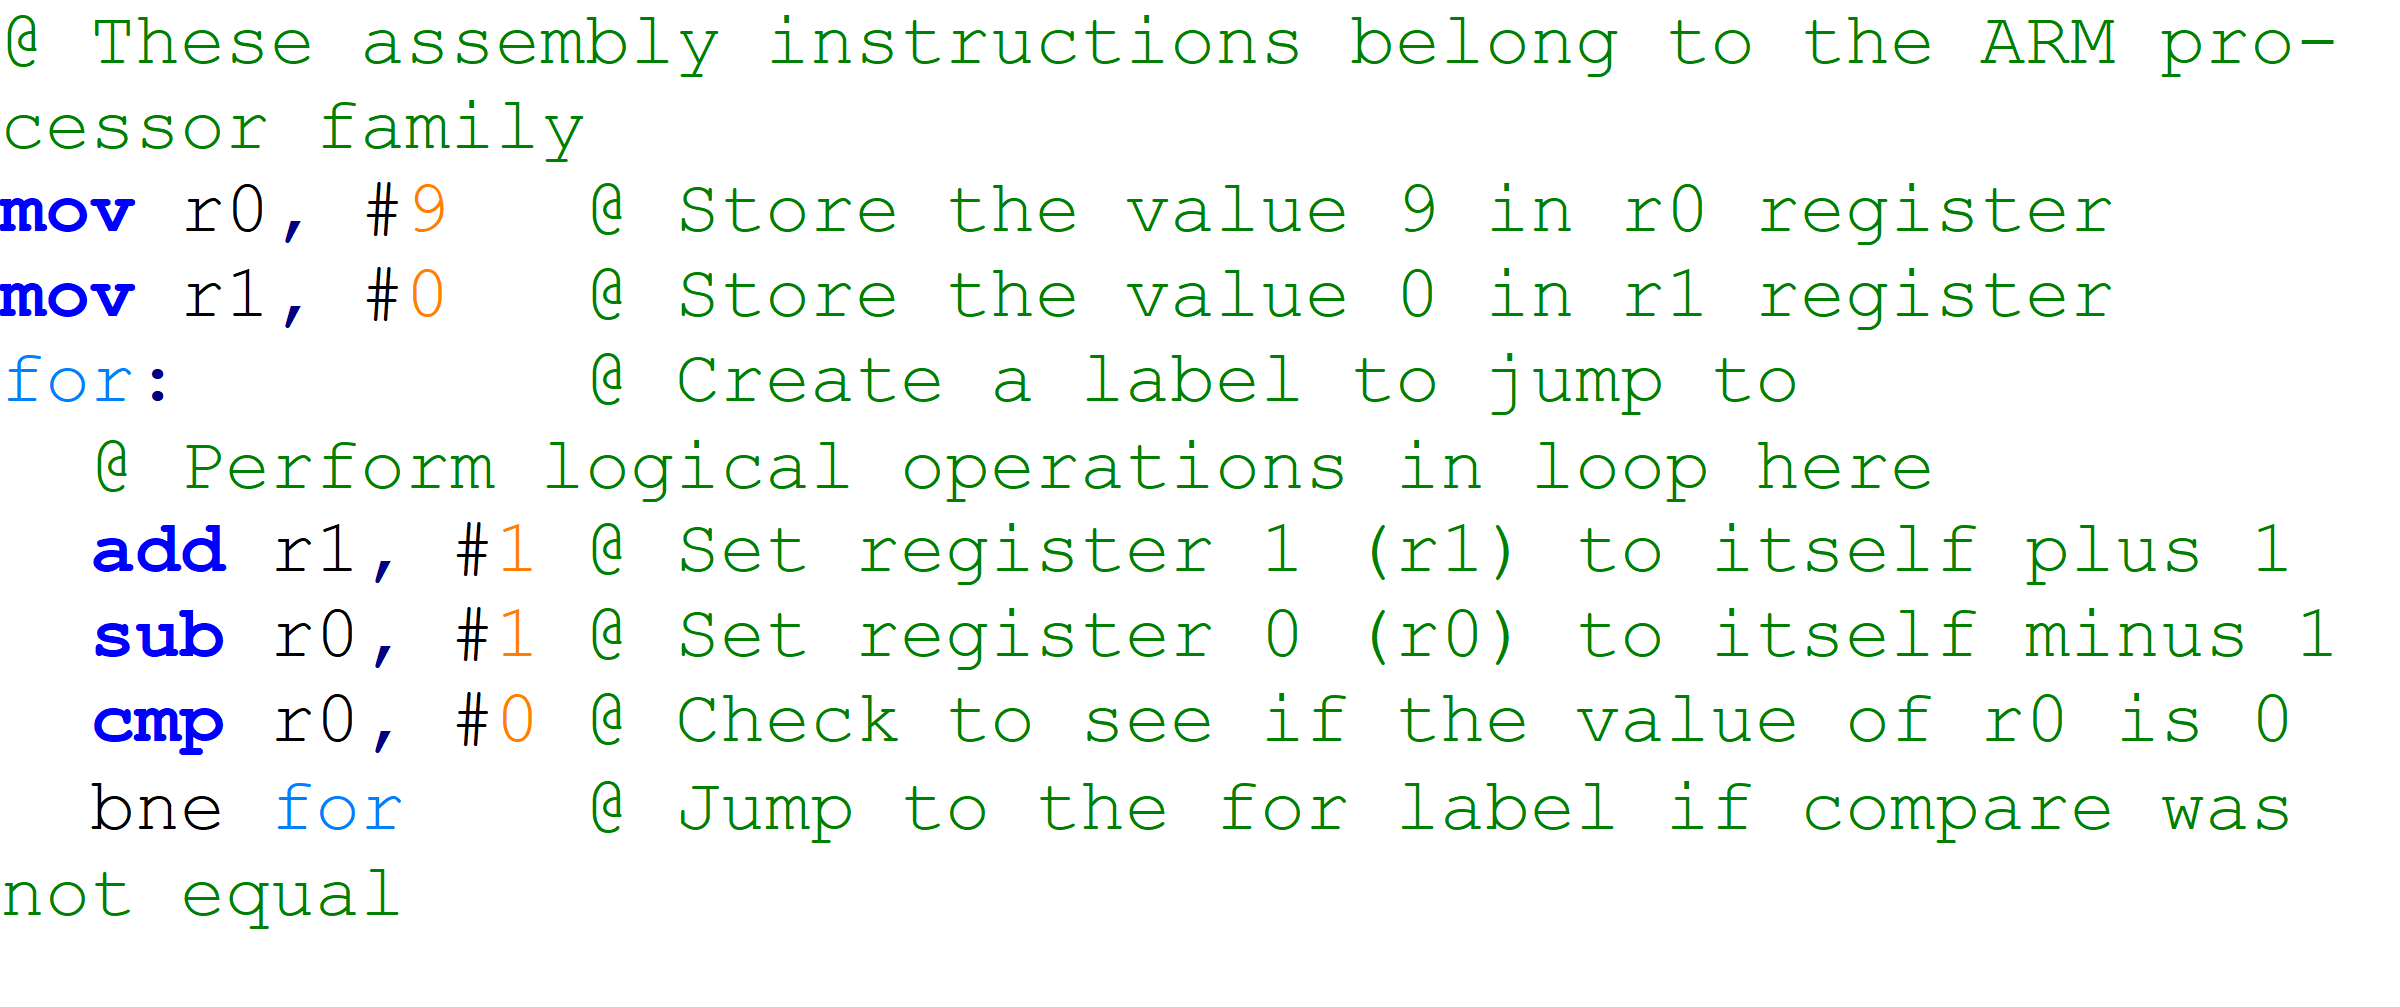 @ These assembly instructions belong to the ARM pro-
cessor family
mov r0, #9   @ Store the value 9 in r0 register
mov r1, #0   @ Store the value 0 in r1 register
for:         @ Create a label to jump to
  @ Perform logical operations in loop here
  add r1, #1 @ Set register 1 (r1) to itself plus 1
  sub r0, #1 @ Set register 0 (r0) to itself minus 1
  cmp r0, #0 @ Check to see if the value of r0 is 0
  bne for    @ Jump to the for label if compare was
not equal